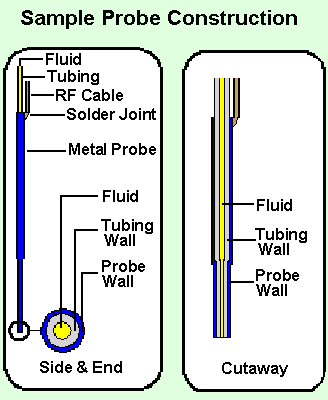 Sample Probe Construction
Fluid
Tubing
RF Cable
Solder Joint
Metal Probe
Fluid
Tubing
Wall
Probe
Wall
Side & End
Fluid
Tubing
Wall
Probe
Wall
Cutaway